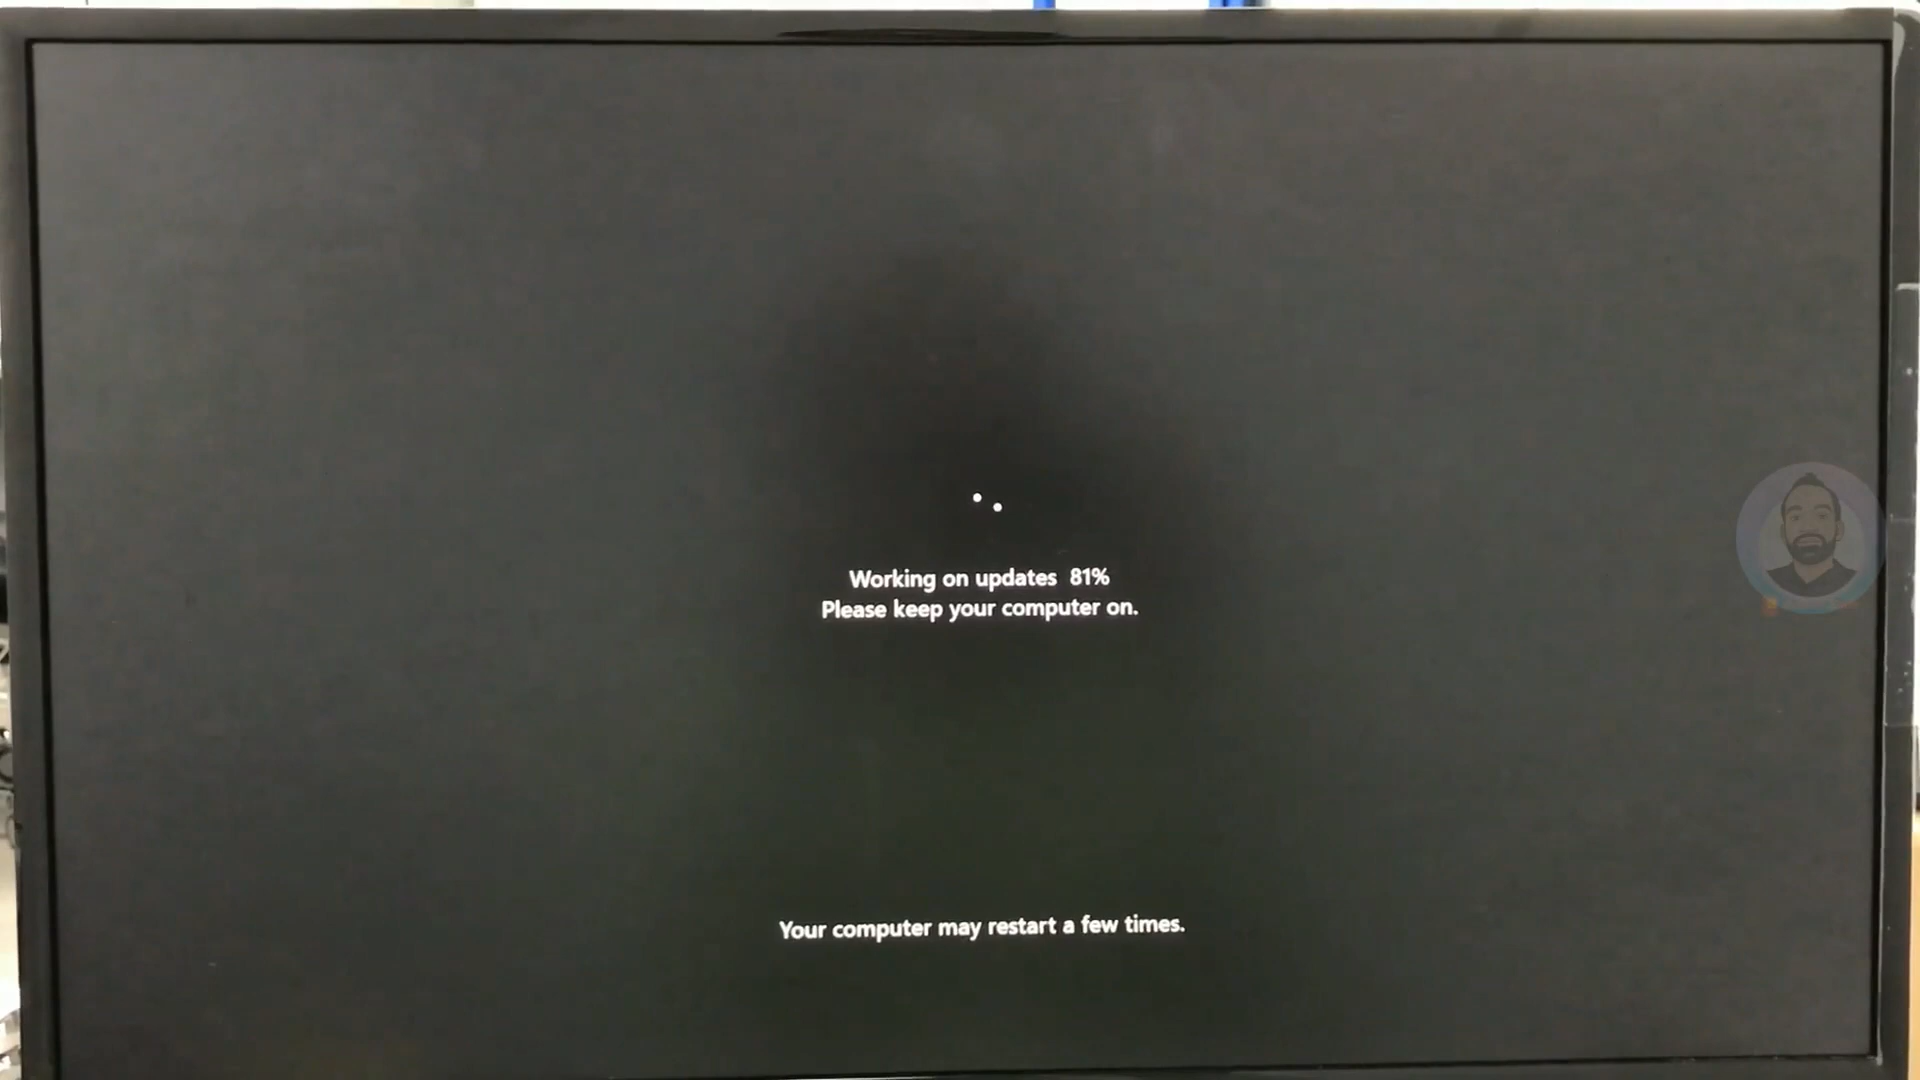 Working on updates 81%
Please keep your computer on.
Your computer may restart a few times.